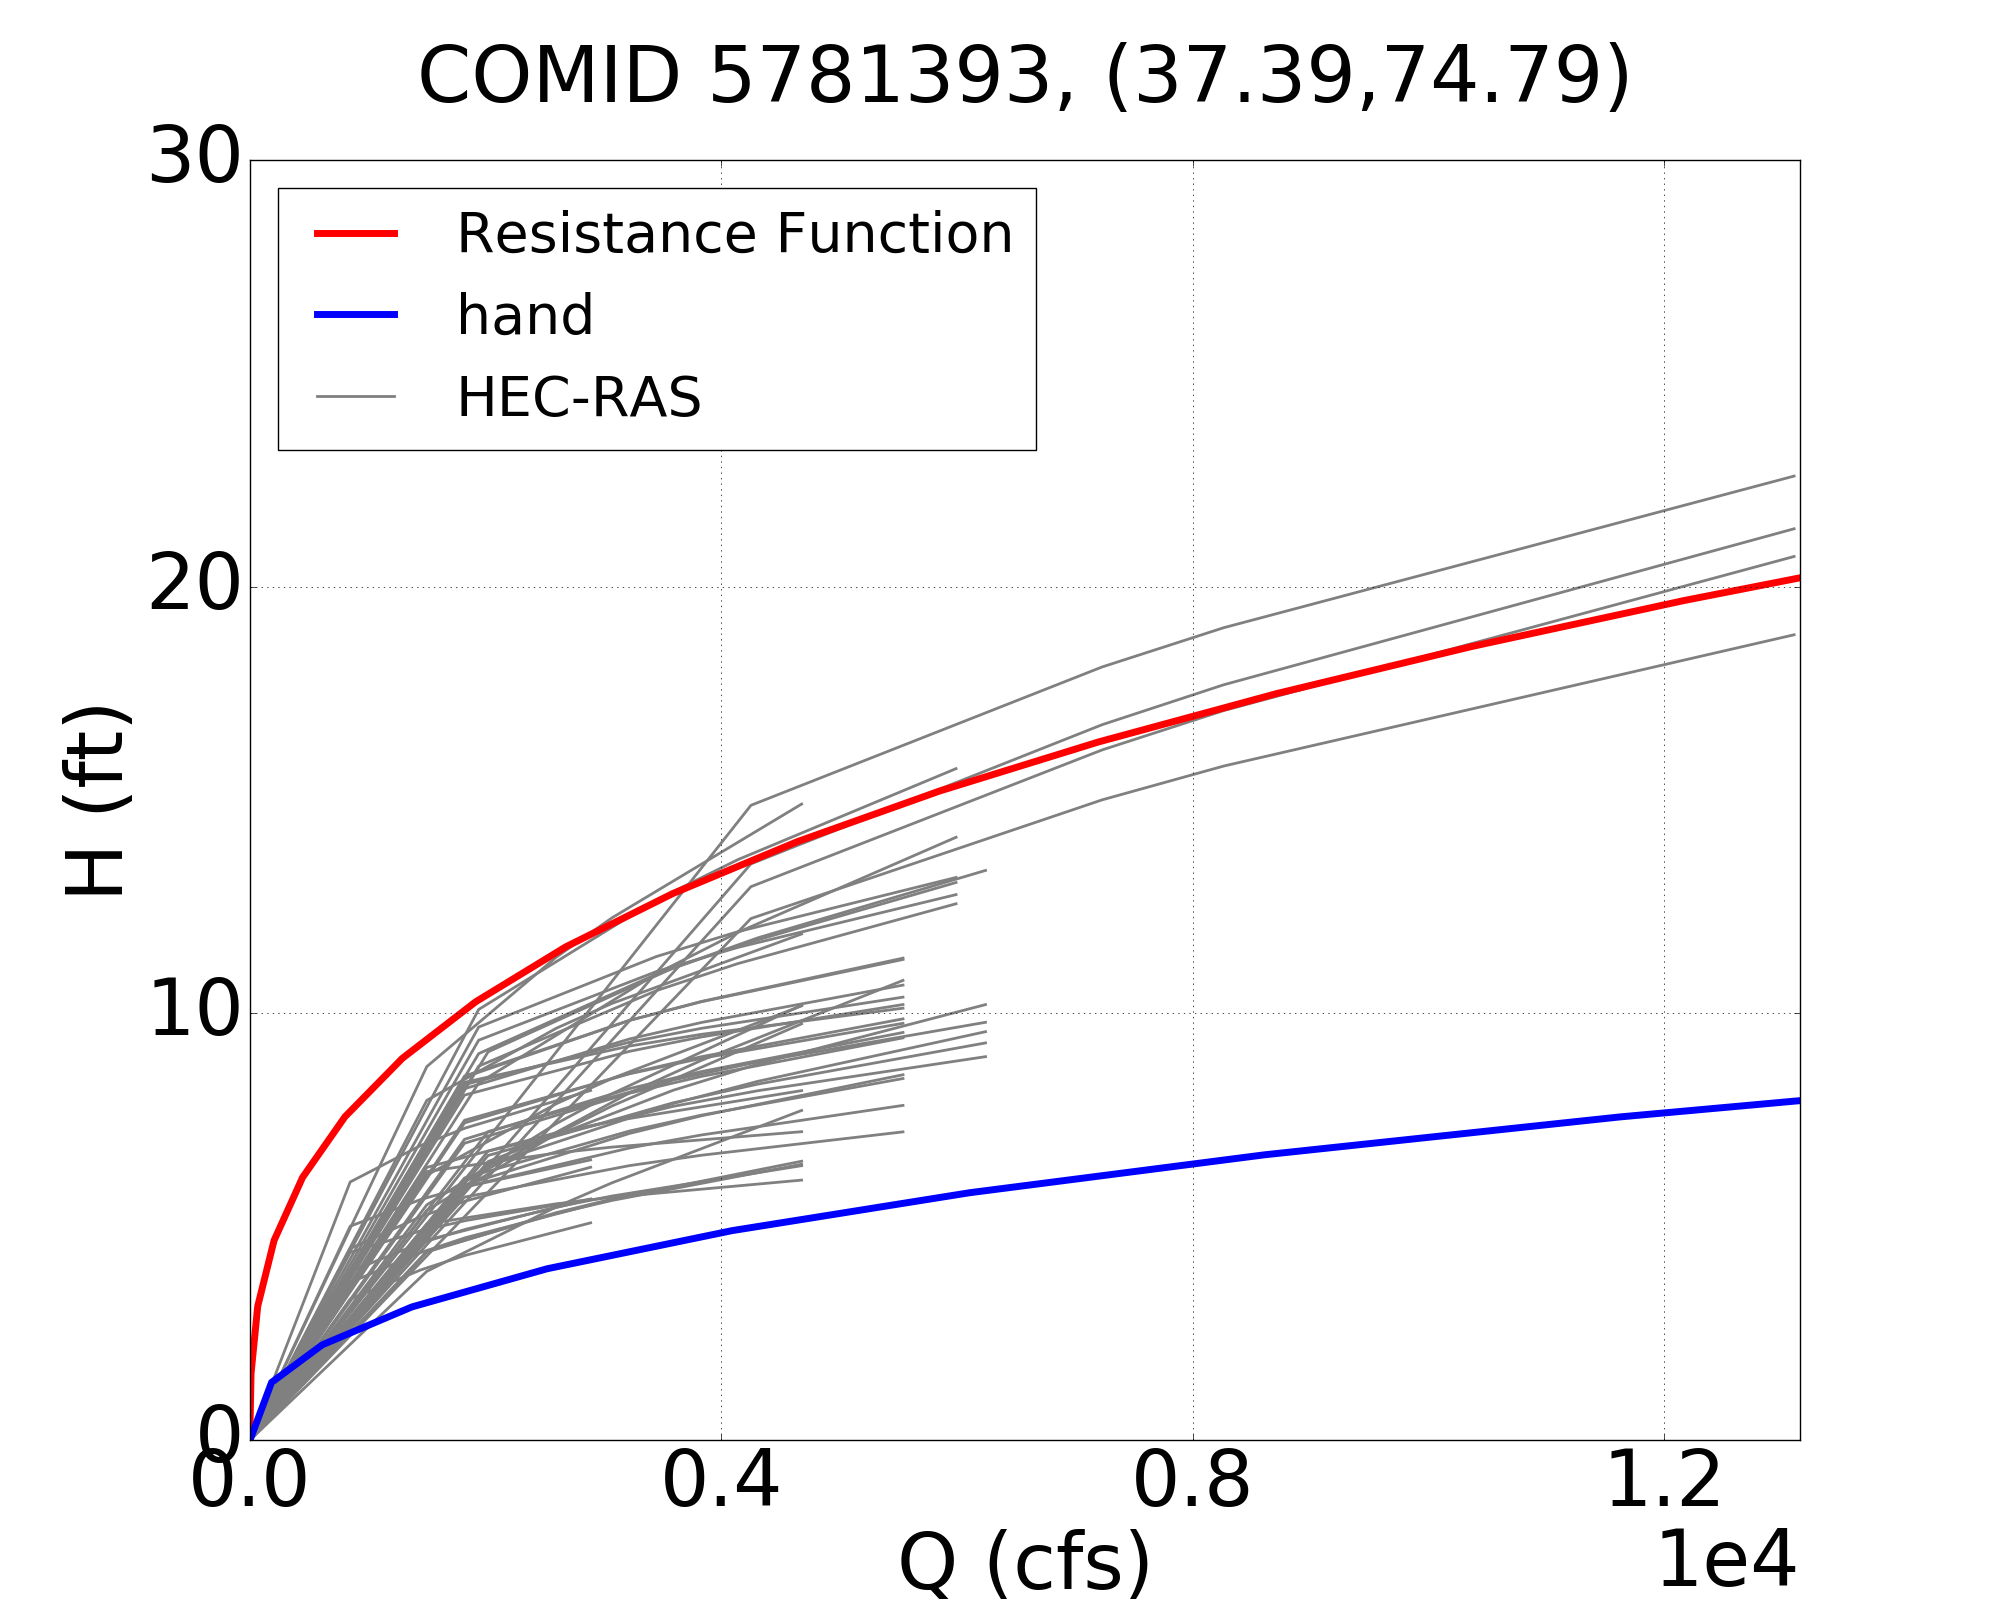 COMID 5781393, (37.39,74.79)
30
Resistance Function
hand
HEC-RAS
20
10
0
H (ft)
0.0 0.4 0.8 1.2
1e4
Q (cfs)